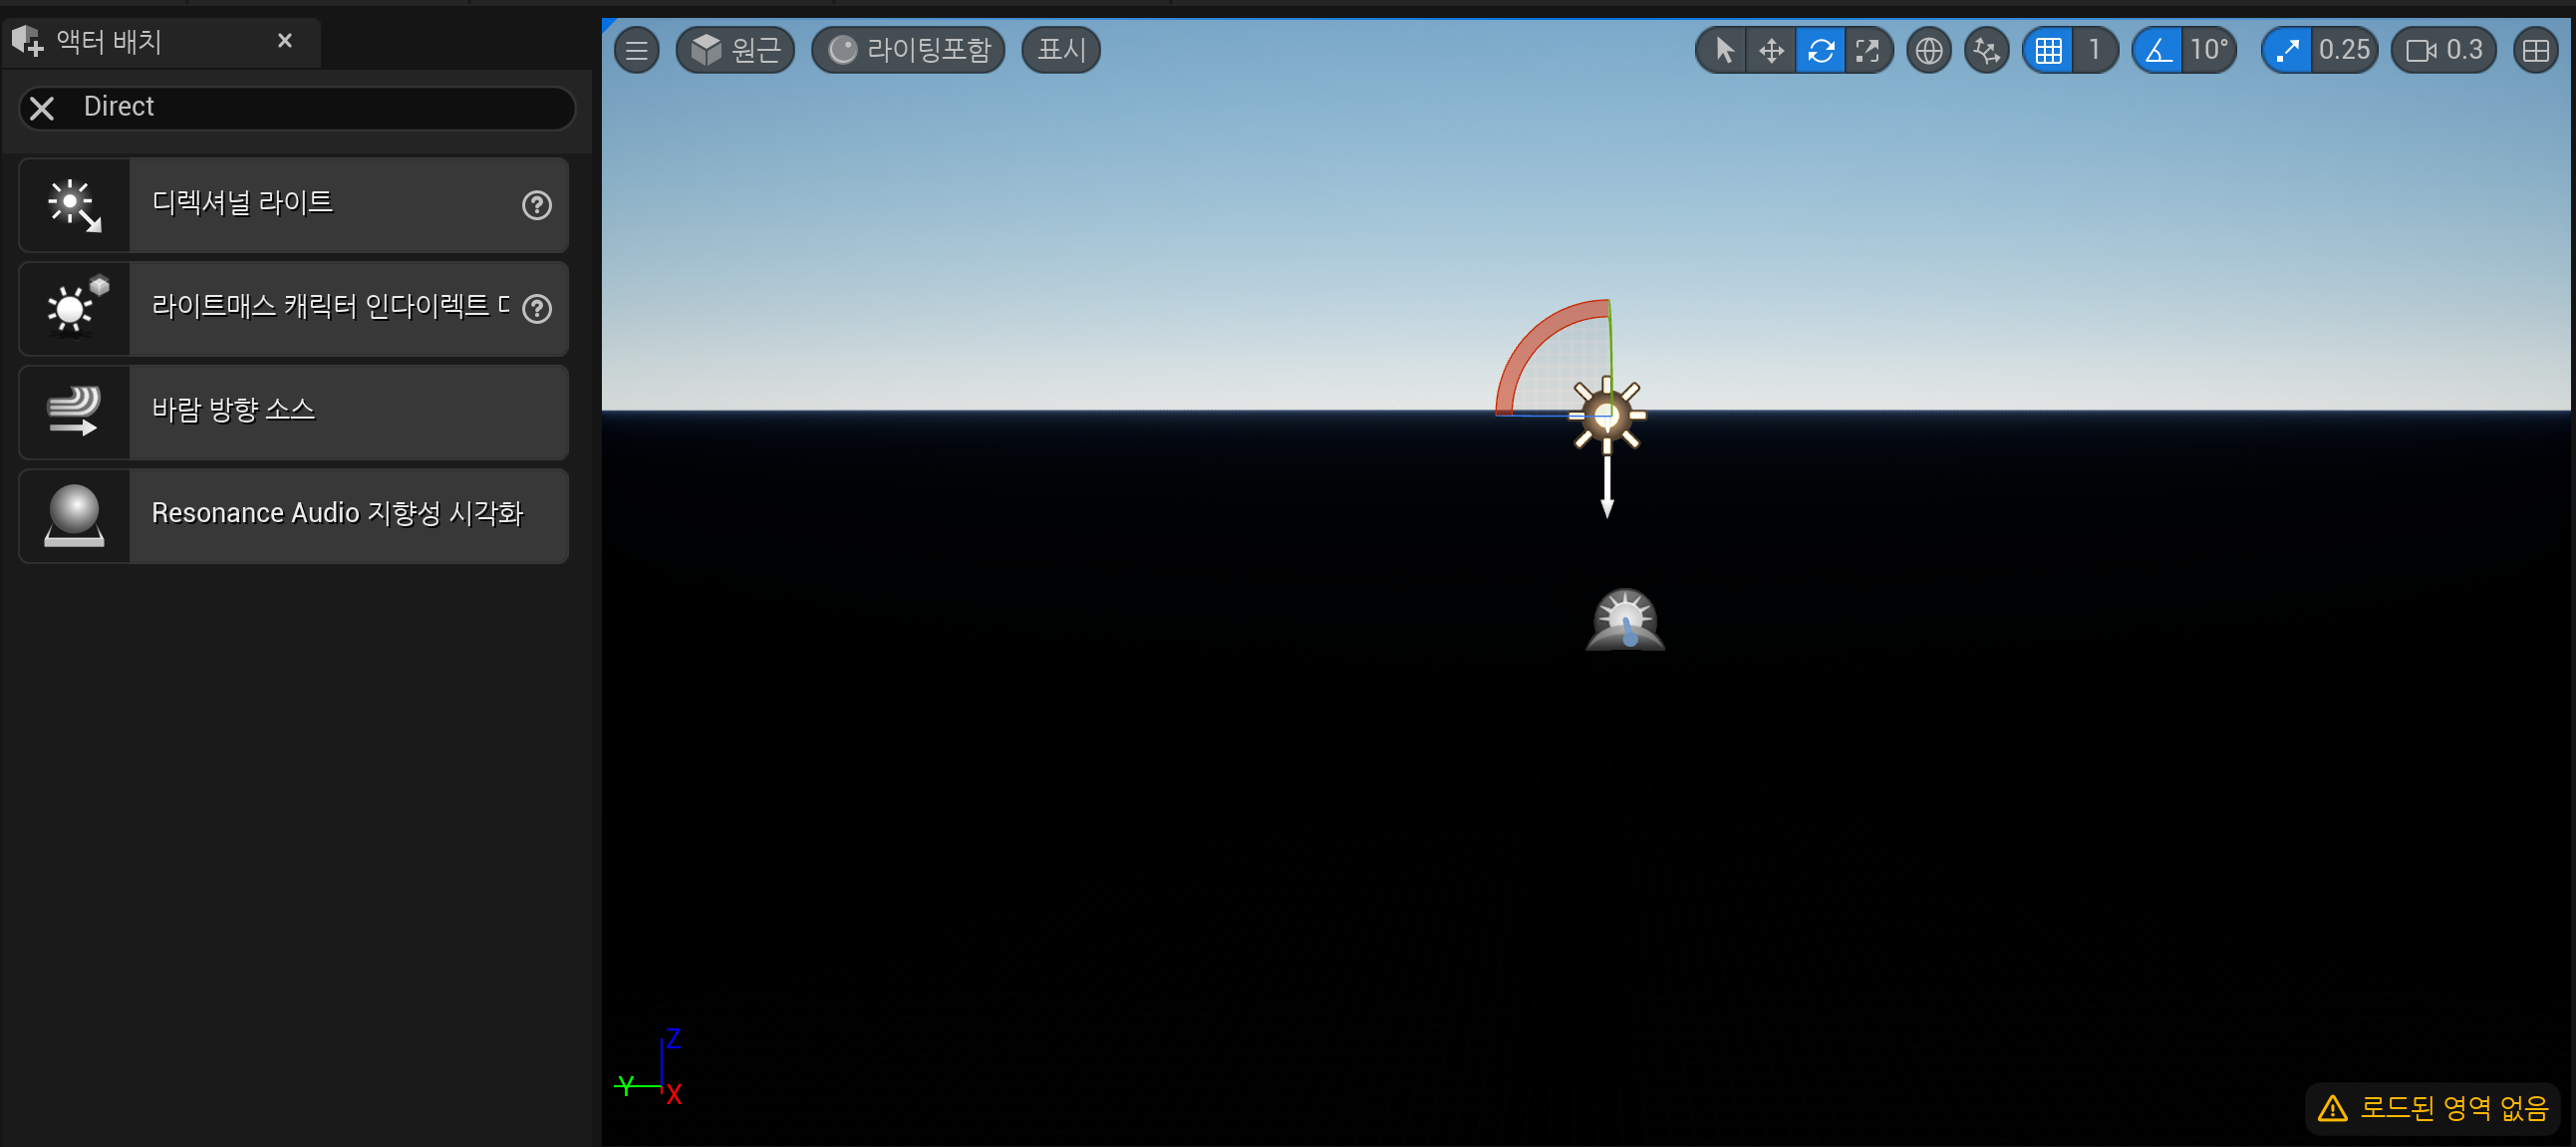 액터 배치
Direct
디렉셔널 라이트
라이트매스 캐릭터 인다이렉트
바람 방향 소스
Resonance Audio 지향성 시각화
원근
라이팅포함
표시
1
10°
0.25
0.3
Z
Y
X
로드된 영역 없음